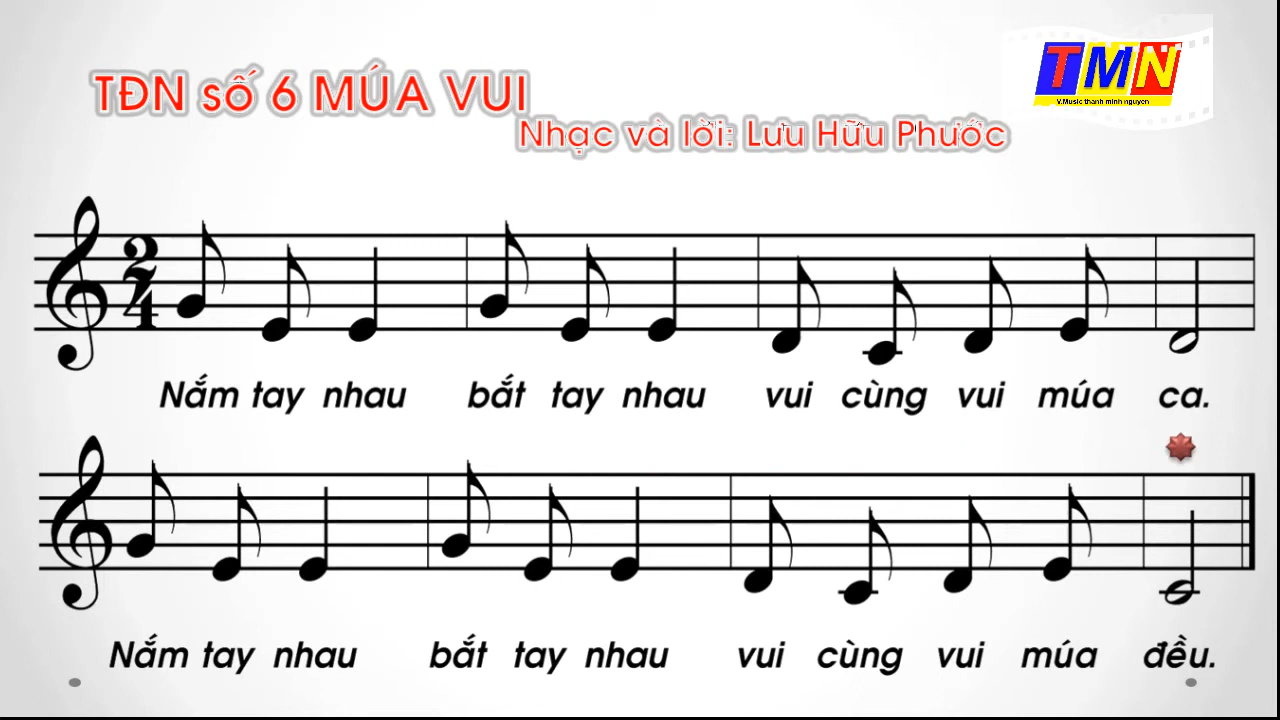 TMN
V.Music thanh minh nguyen
TĐN số 6 MÚA VUI
Nhạc và lời: Lưu Hữu Phước
2
4
Nắm tay nhau bắt tay nhau vui cùng vui múa ca.
Nắm tay nhau bắt tay nhau vui cùng vui múa đều.